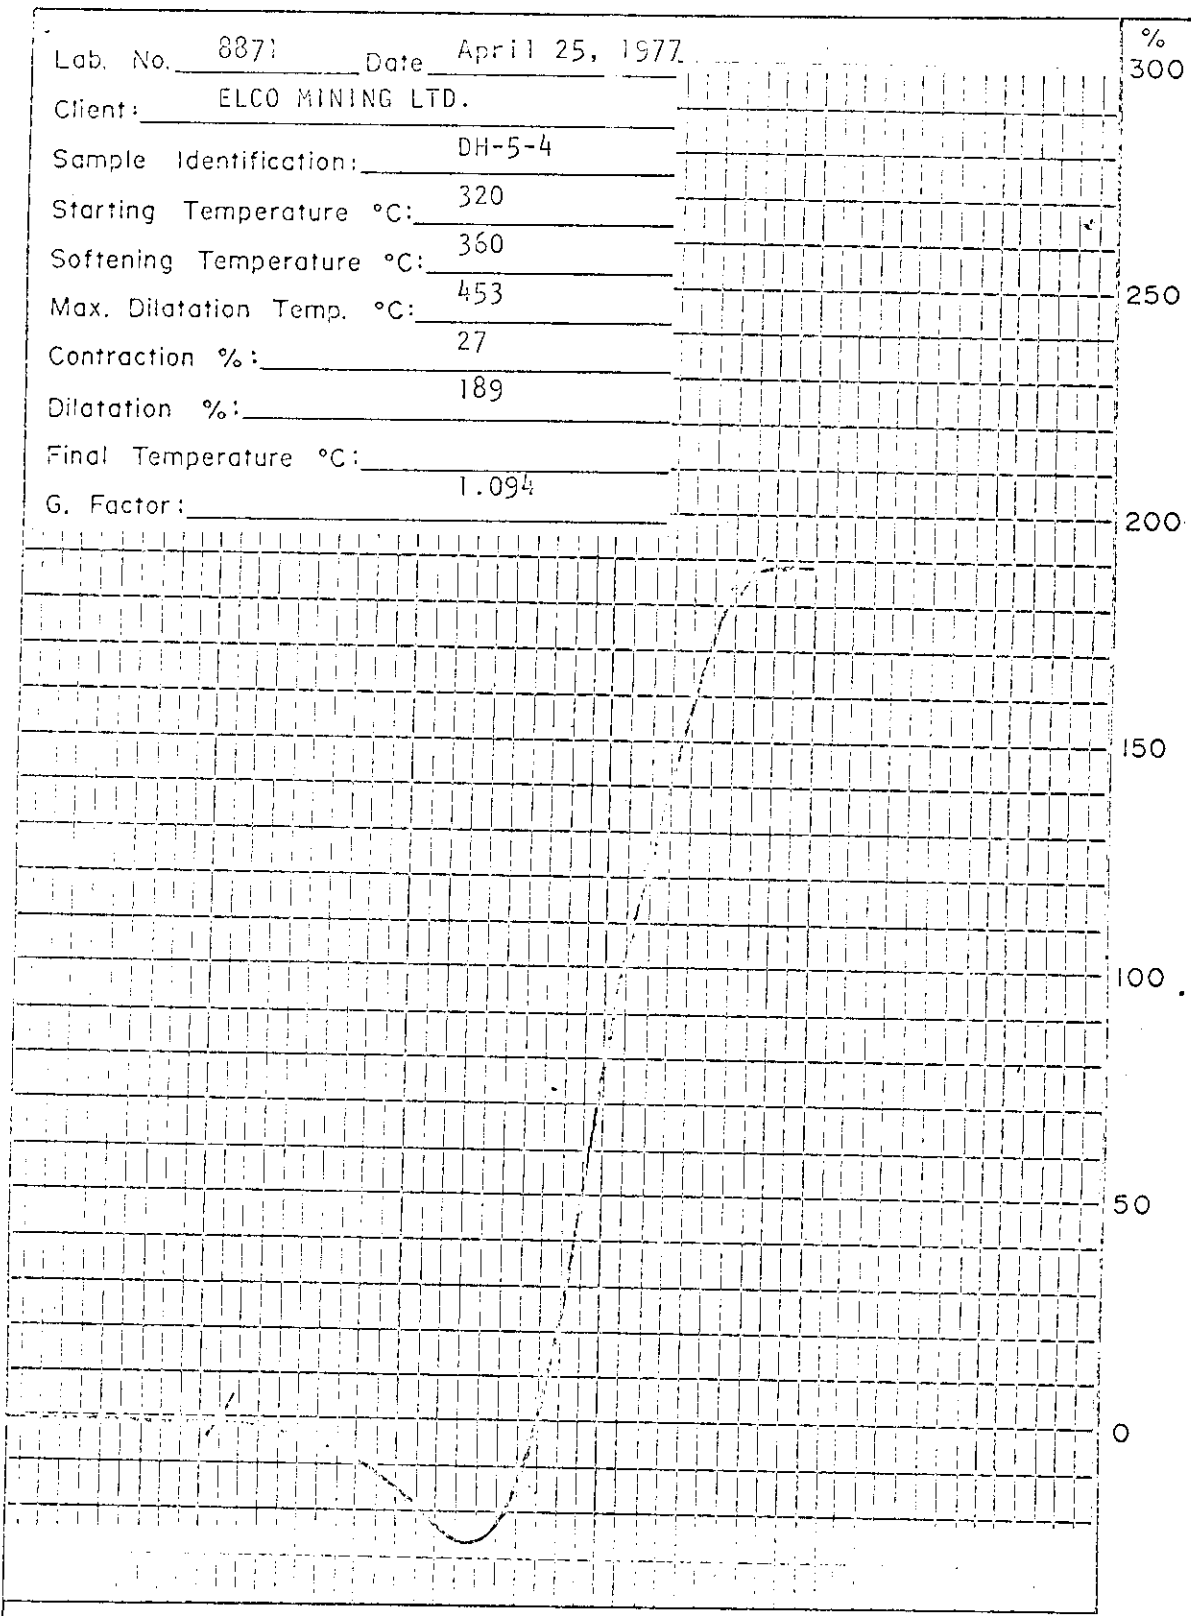 Lab. No. 8871 Date April 25, 1977
Client: ELCO MINING LTD.
Sample Identification: DH-5-4
Starting Temperature °C: 320
Softening Temperature °C: 360
Max. Dilatation Temp. °C: 453
Contraction %: 27
Dilatation %: 189
Final Temperature °C:
G. Factor: 1.094
%
300
250
200
150
100
50
0